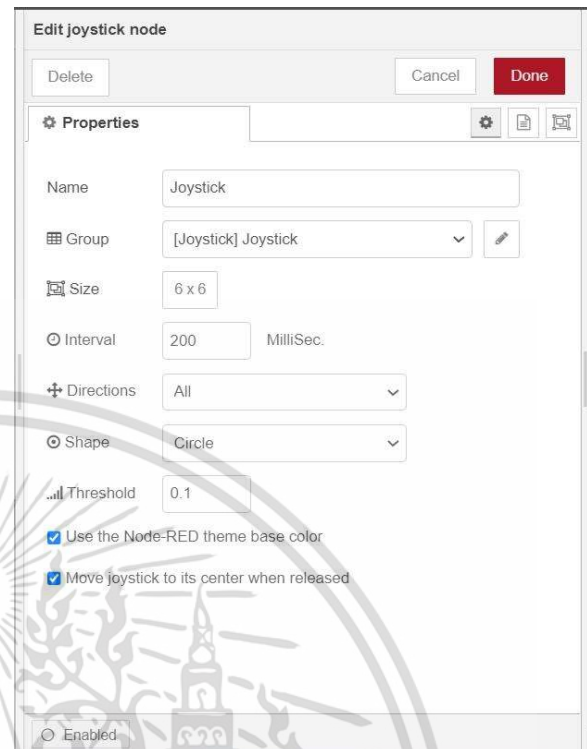 Edit joystick node
Delete Cancel Done
Properties
Name Joystick
Group [Joystick] Joystick
Size 6 x 6
Interval 200 MilliSec.
Directions All
Shape Circle
Threshold 0.1
Use the Node-RED theme base color
Move joystick to its center when released
Enabled